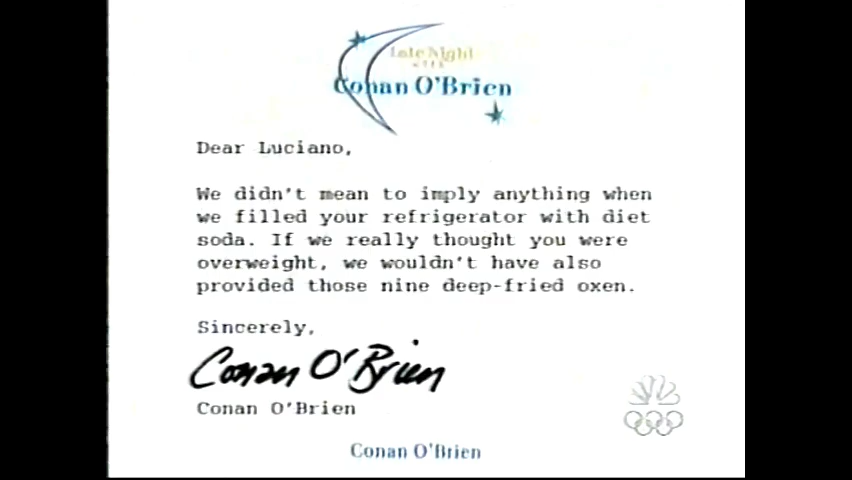 Late Night
with
Conan O'Brien
Dear Luciano,
We didn't mean to imply anything when
we filled your refrigerator with diet
soda. If we really thought you were
overweight, we wouldn't have also
provided those nine deep-fried oxen.
Sincerely,
Conan O'Brien
Conan O'Brien
Conan O'Brien